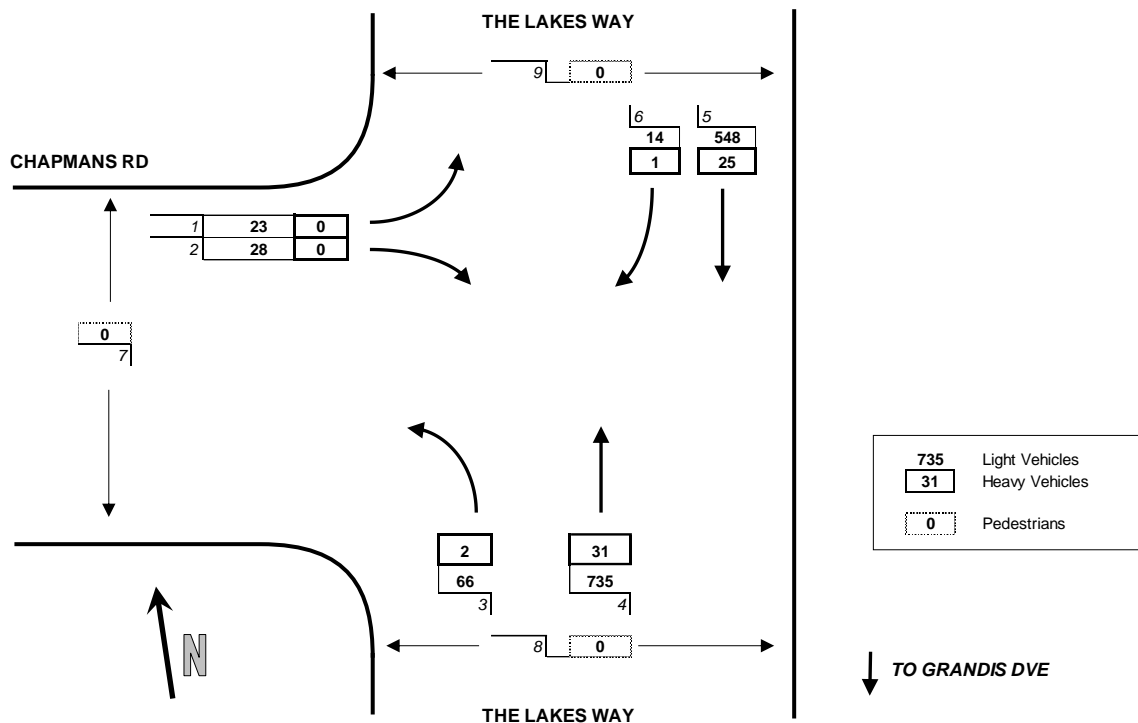 THE LAKES WAY
9 0
6 5
14 548
CHAPMANS RD
1 25
1 23 0
2 28 0
0
7
735 Light Vehicles
31 Heavy Vehicles
0 Pedestrians
2 31
66 735
3 4
N
8 0
TO GRANDIS DVE
THE LAKES WAY